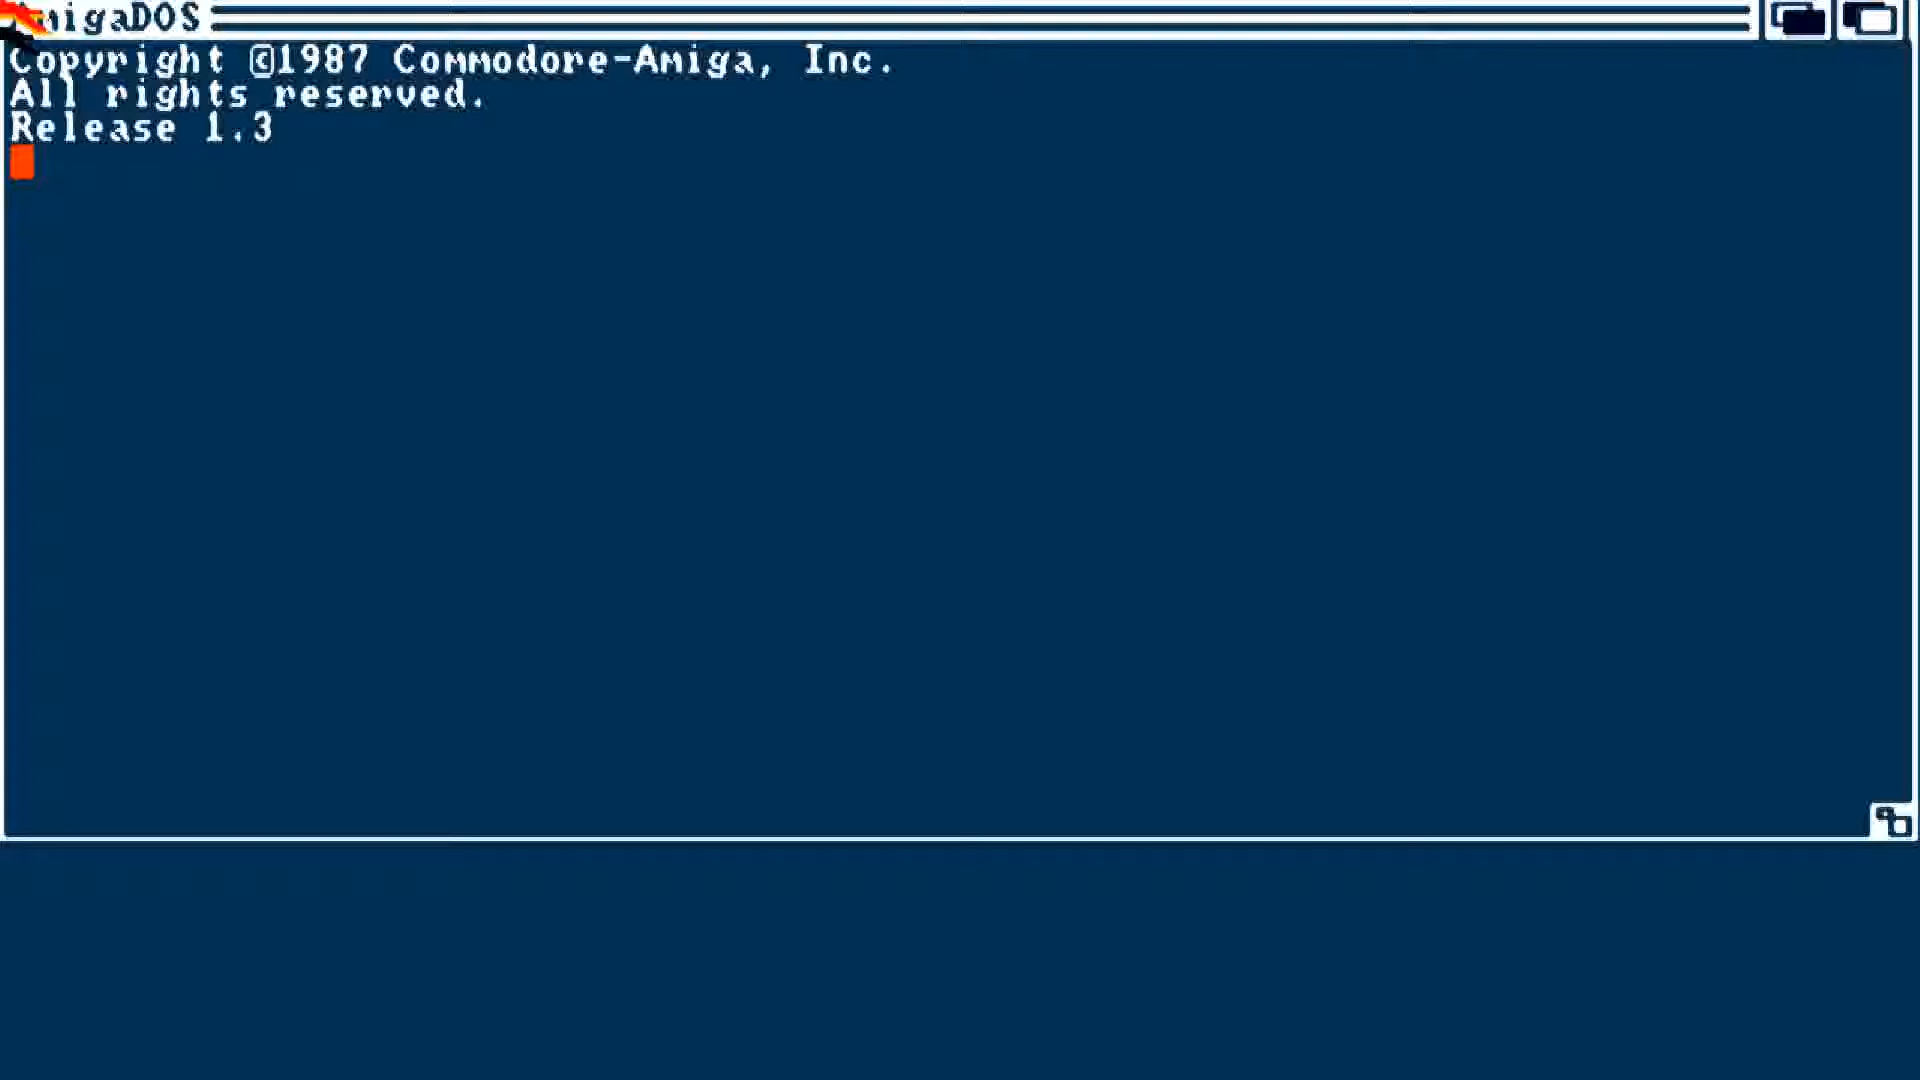 AmigaDOS
Copyright ©1987 Commodore-Amiga, Inc.
All rights reserved.
Release 1.3